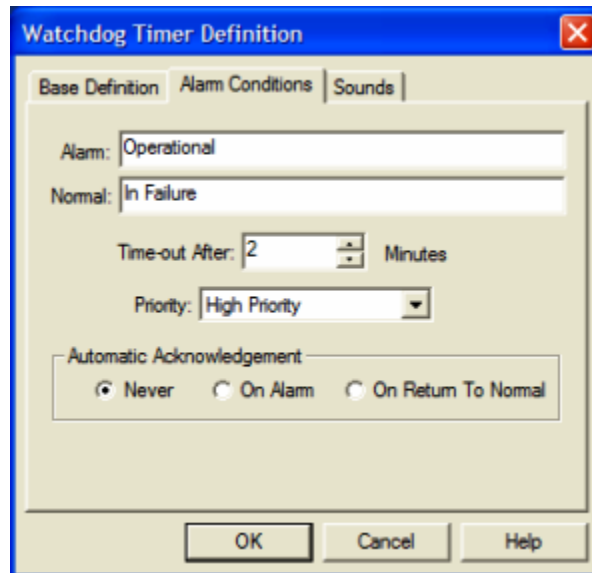 Watchdog Timer Definition
Base Definition Alarm Conditions Sounds
Alarm: Operational
Normal: In Failure
Time-out After: 2 Minutes
Priority: High Priority
Automatic Acknowledgement
Never On Alarm On Return To Normal
OK Cancel Help